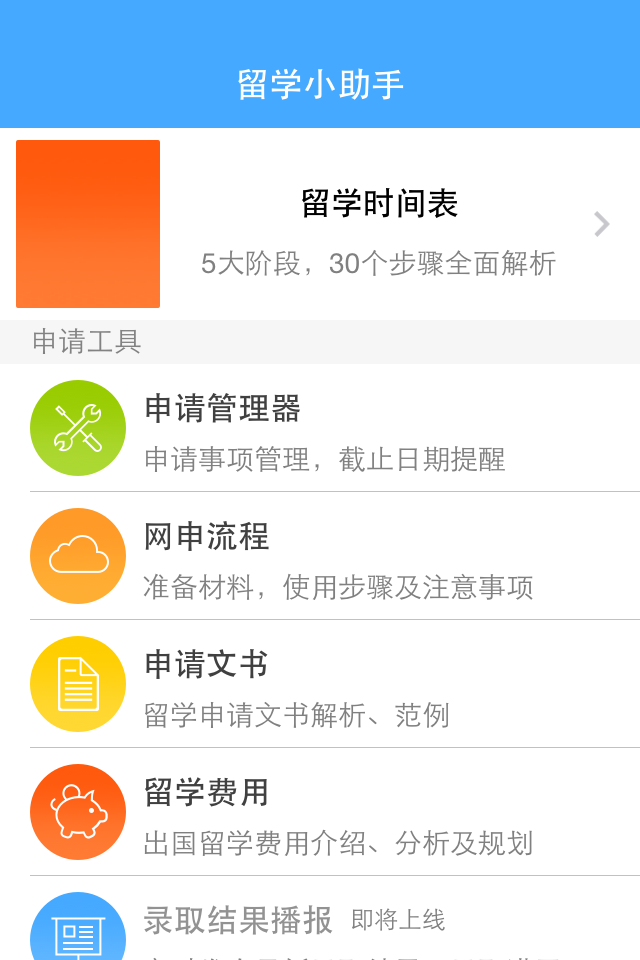 留学小助手
留学时间表
5大阶段，30个步骤全面解析
申请工具
申请管理器
申请事项管理，截止日期提醒
网申流程
准备材料，使用步骤及注意事项
申请文书
留学申请文书解析、范例
留学费用
出国留学费用介绍、分析及规划
录取结果播报 即将上线